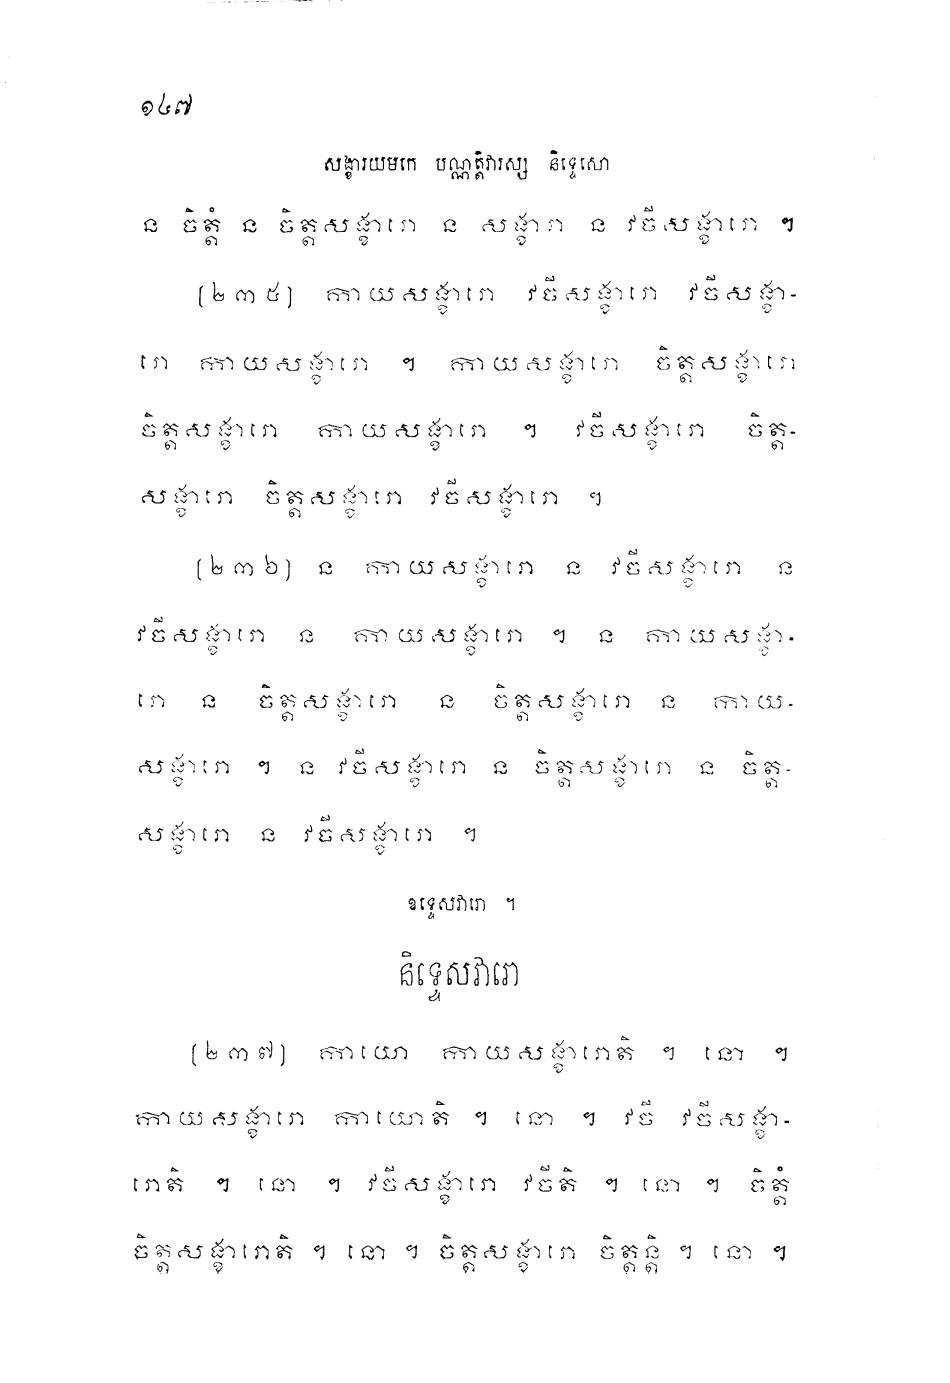 ១៤៧
សង្ខារយមកេ បណ្ណត្តិវារស្ស និទ្ទេសោ
ន ចិត្តំ ន ចិត្តសង្ខារោ ន សង្ខារា ន វចីសង្ខារោ ។
(២៣៥) កាយសង្ខារោ វចីសង្ខារោ វចីសង្ខា-
រោ កាយសង្ខារោ ។ កាយសង្ខារោ ចិត្តសង្ខារោ
ចិត្តសង្ខារោ កាយសង្ខារោ ។ វចីសង្ខារោ ចិត្ត-
សង្ខារោ ចិត្តសង្ខារោ វចីសង្ខារោ ។
(២៣៦) ន កាយសង្ខារោ ន វចីសង្ខារោ ន
វចីសង្ខារោ ន កាយសង្ខារោ ។ ន កាយសង្ខា-
រោ ន ចិត្តសង្ខារោ ន ចិត្តសង្ខារោ ន កាយ-
សង្ខារោ ។ ន វចីសង្ខារោ ន ចិត្តសង្ខារោ ន ចិត្ត-
សង្ខារោ ន វចីសង្ខារោ ។
ឧទ្ទេសវារោ ។
និទ្ទេសវារោ
(២៣៧) កាយោ កាយសង្ខារោតិ ។ នោ ។
កាយសង្ខារោ កាយោតិ ។ នោ ។ វចី វចីសង្ខា-
រោតិ ។ នោ ។ វចីសង្ខារោ វចីតិ ។ នោ ។ ចិត្តំ
ចិត្តសង្ខារោតិ ។ នោ ។ ចិត្តសង្ខារោ ចិត្តន្តិ ។ នោ ។